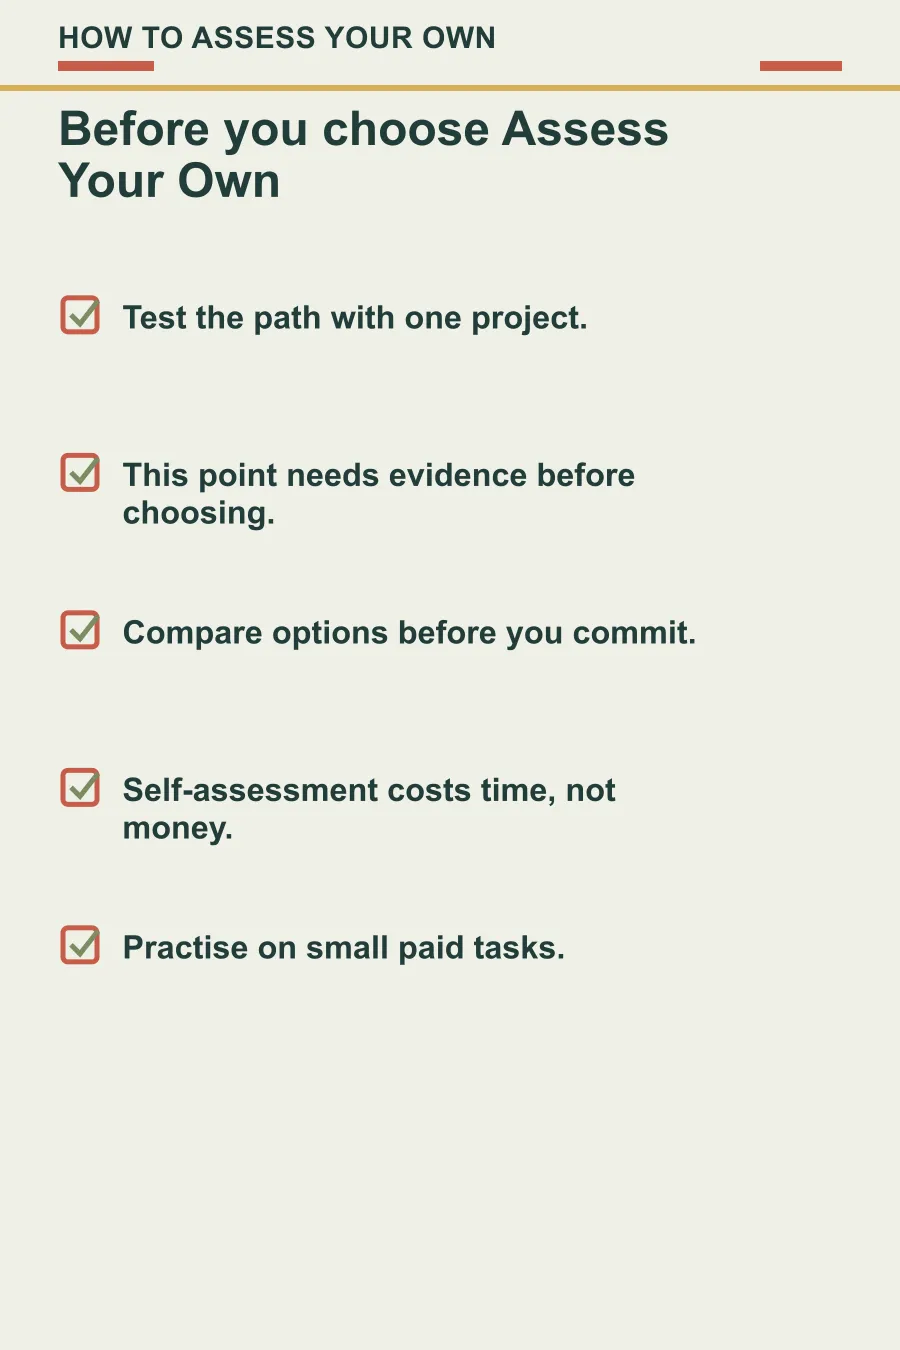 HOW TO ASSESS YOUR OWN
Before you choose Assess
Your Own
Test the path with one project.
This point needs evidence before
choosing.
Compare options before you commit.
Self-assessment costs time, not
money.
Practise on small paid tasks.